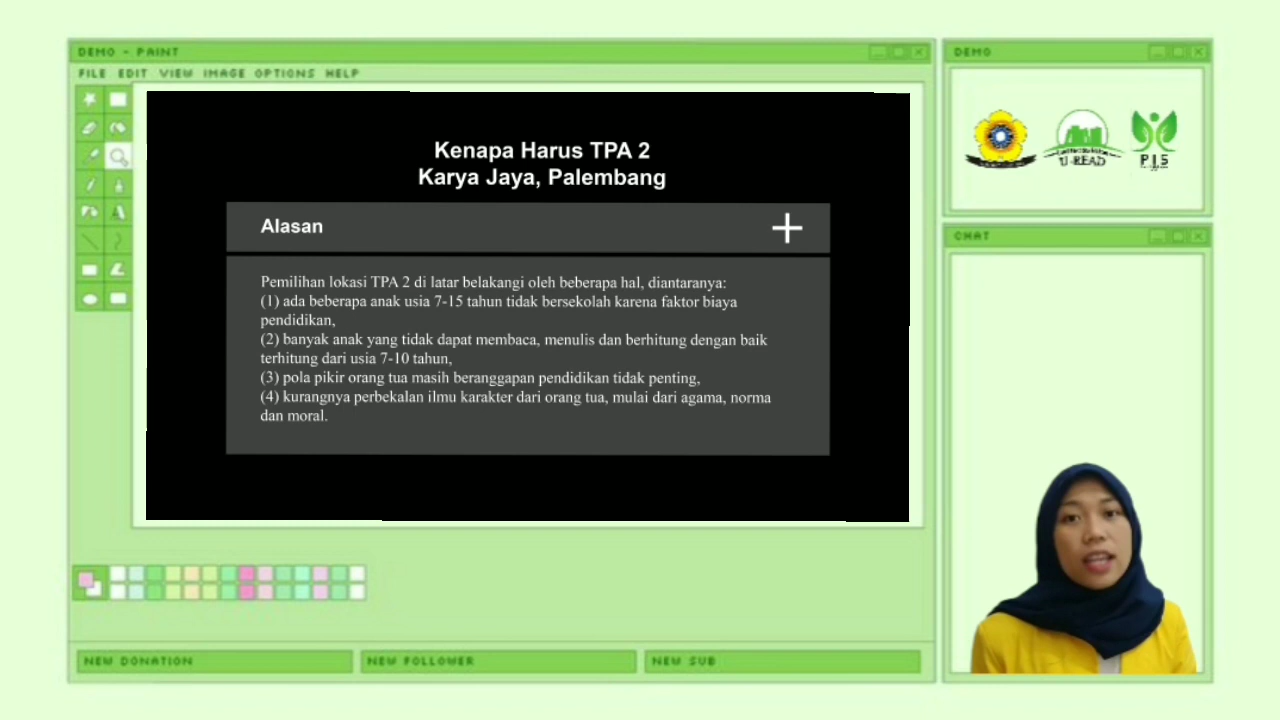 DEMO - PAINT
FILE EDIT VIEW IMAGE OPTIONS HELP
Kenapa Harus TPA 2
Karya Jaya, Palembang
Alasan
Pemilihan lokasi TPA 2 di latar belakangi oleh beberapa hal, diantaranya:
(1) ada beberapa anak usia 7-15 tahun tidak bersekolah karena faktor biaya
pendidikan,
(2) banyak anak yang tidak dapat membaca, menulis dan berhitung dengan baik
terhitung dari usia 7-10 tahun,
(3) pola pikir orang tua masih beranggapan pendidikan tidak penting,
(4) kurangnya perbekalan ilmu karakter dari orang tua, mulai dari agama, norma
dan moral.
NEW DONATION
NEW FOLLOWER
NEW SUB
DEMO
U-READ
CHAT